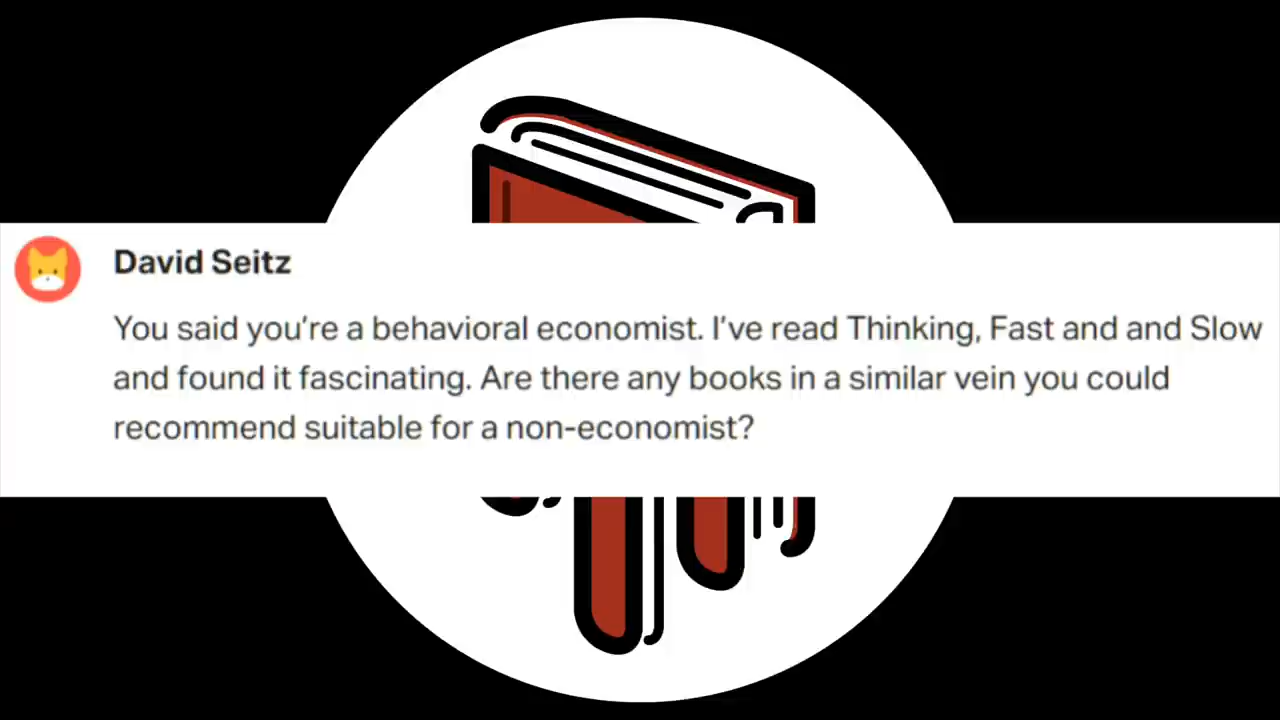 David Seitz
You said you’re a behavioral economist. I’ve read Thinking, Fast and and Slow
and found it fascinating. Are there any books in a similar vein you could
recommend suitable for a non-economist?